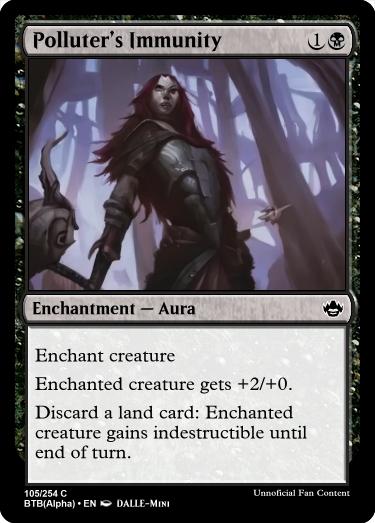 Polluter's Immunity 1
Enchantment — Aura
Enchant creature
Enchanted creature gets +2/+0.
Discard a land card: Enchanted
creature gains indestructible until
end of turn.
105/254 C
Unofficial Fan Content
BTB(Alpha) • EN DALLE-Mini